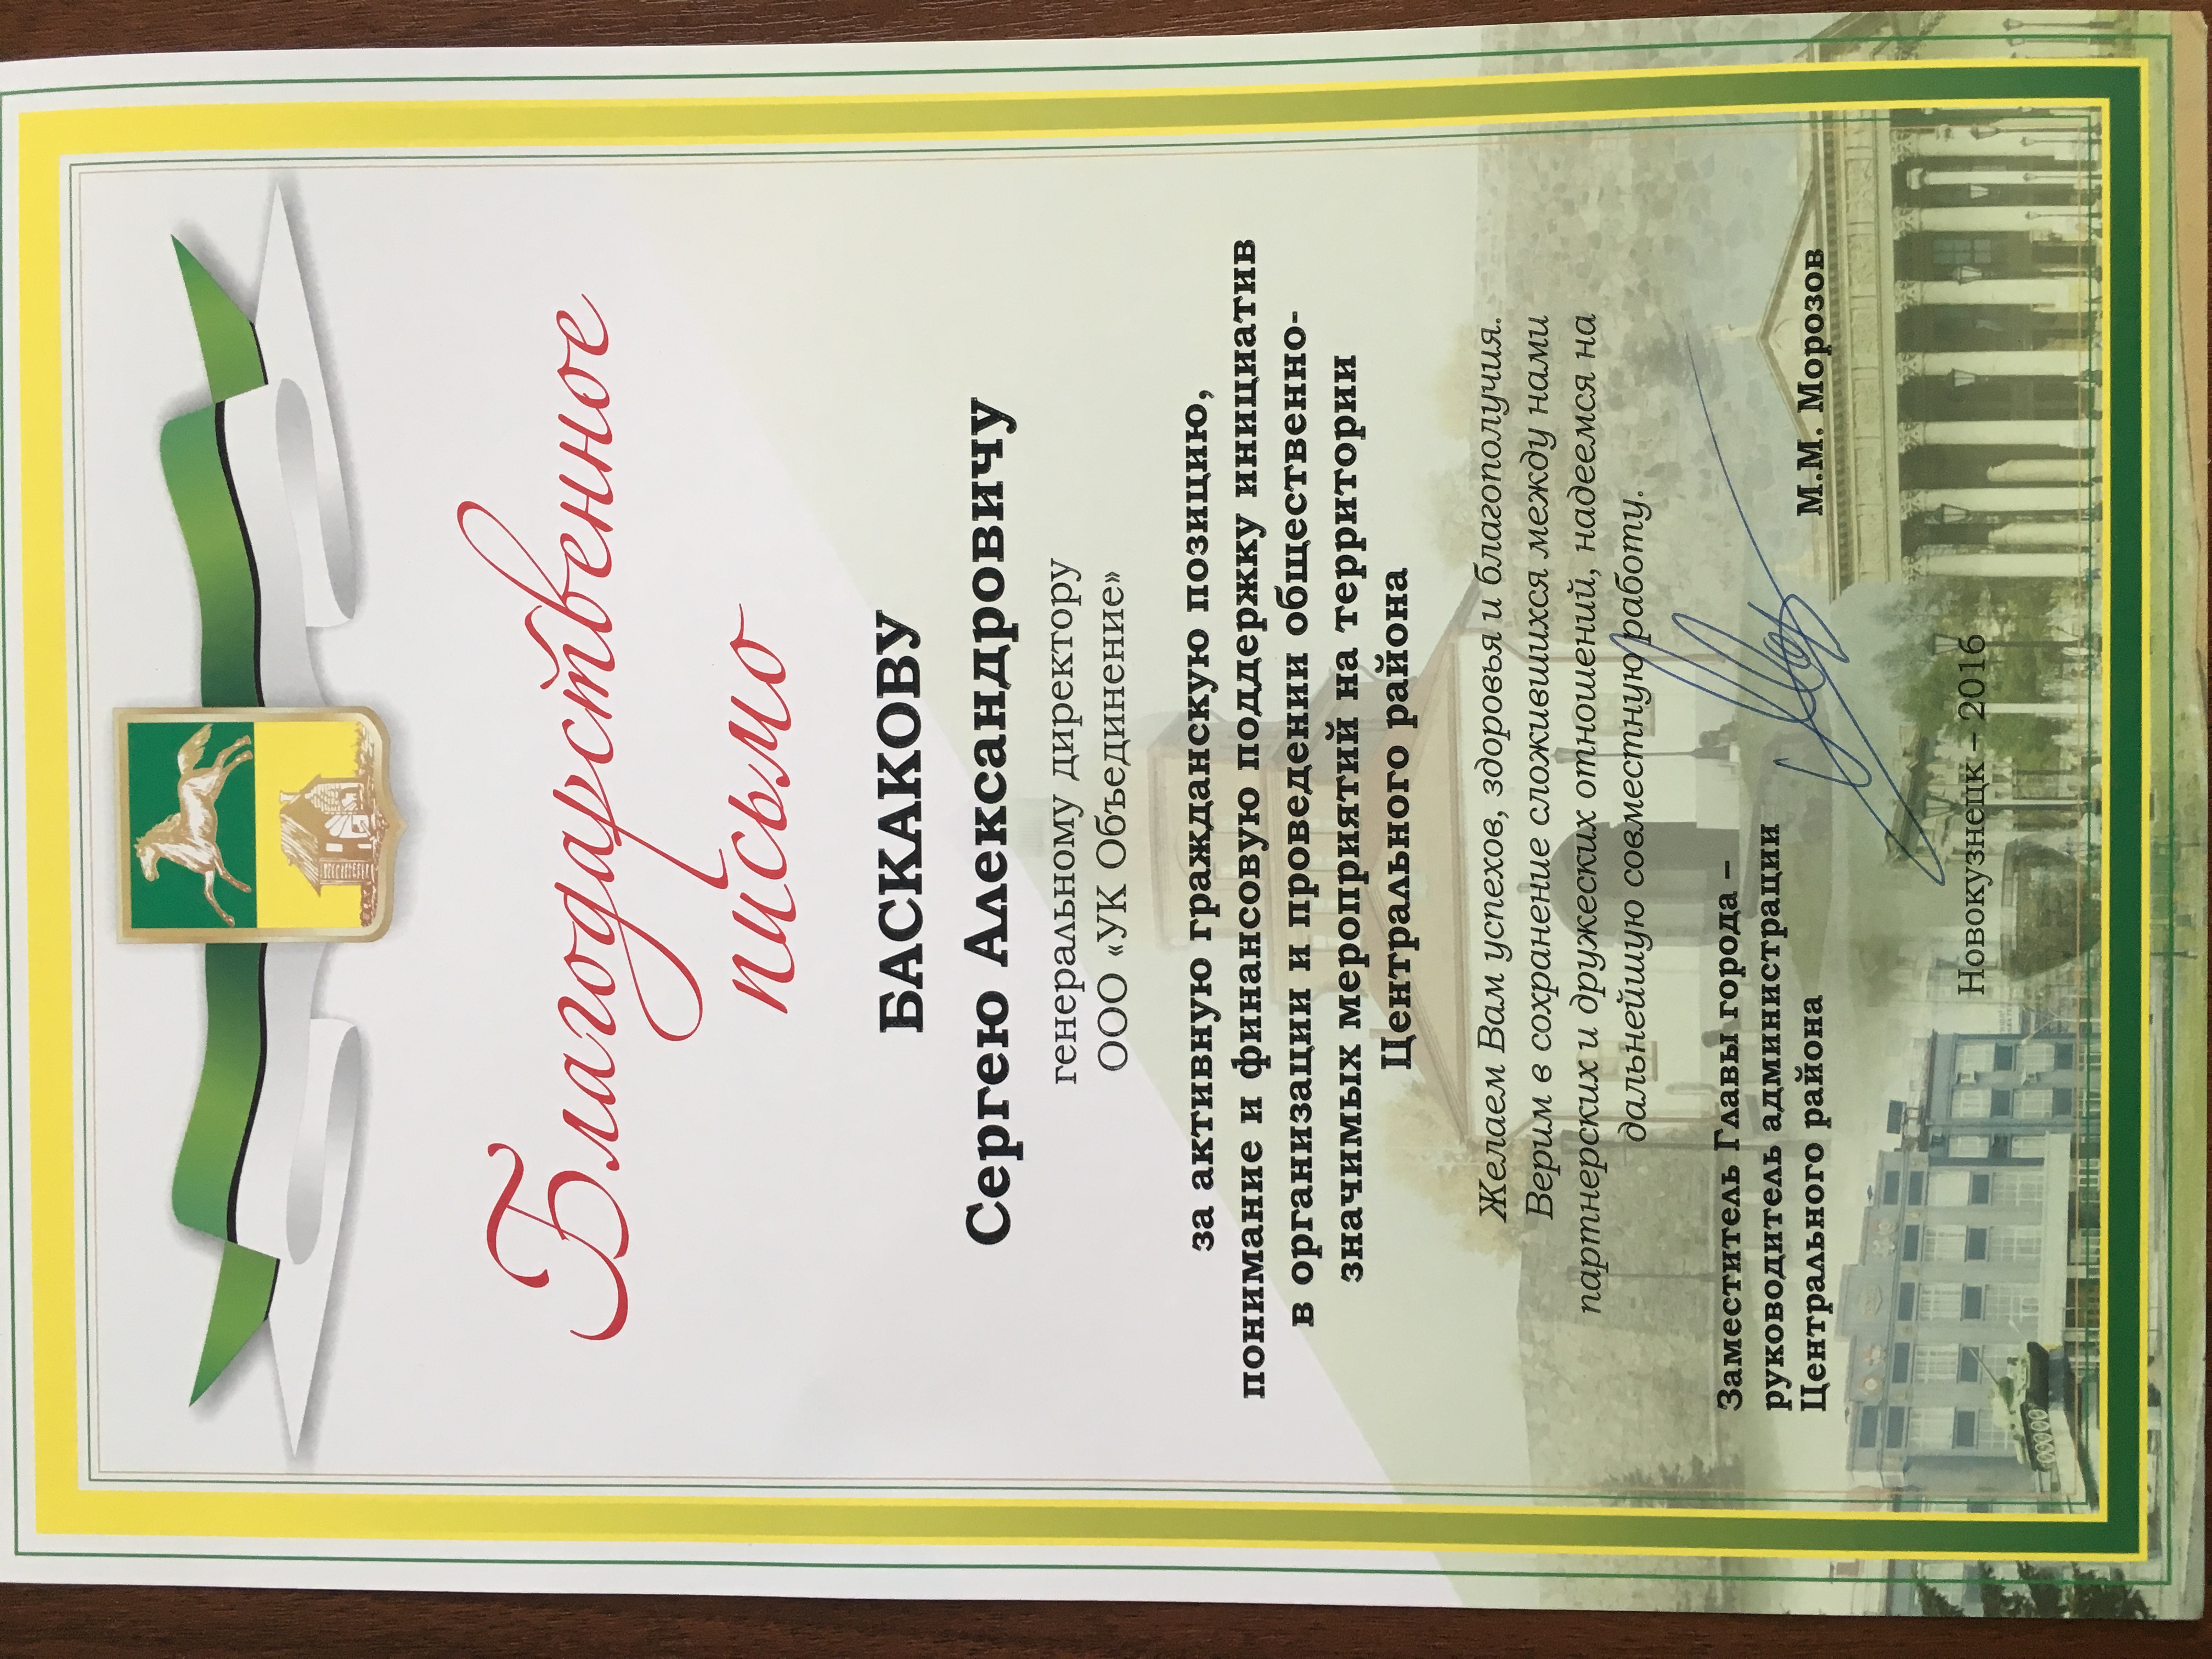 Благодарственное
письмо
БАСКАКОВУ
Сергею Александровичу
генеральному директору
ООО «УК Объединение»
за активную гражданскую позицию,
понимание и финансовую поддержку инициатив
в организации и проведении общественно-
значимых мероприятий на территории
Центрального района
Желаем Вам успехов, здоровья и благополучия.
Верим в сохранение сложившихся между нами
партнерских и дружеских отношений, надеемся на
дальнейшую совместную работу.
Заместитель Главы города –
руководитель администрации
Центрального района
М.М. Морозов
Новокузнецк – 2016